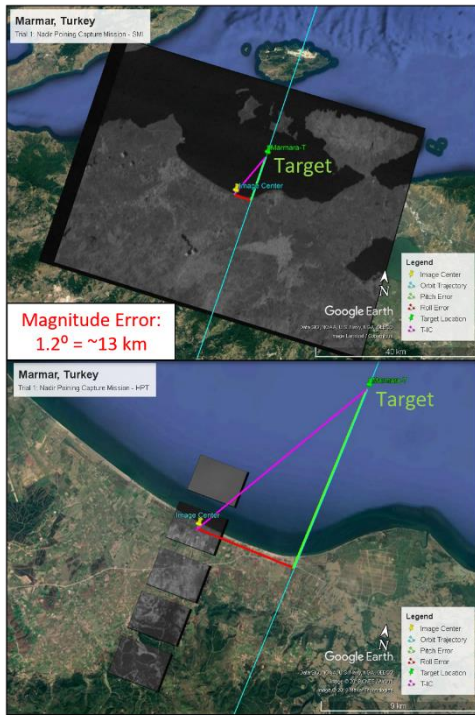 Marmar, Turkey
Trial 1: Nadir Poining Capture Mission - SMI
Marmara-T
Target
Image Center
Magnitude Error:
1.2⁰ = ~13 km
Legend
Image Center
Orbit Trajectory
Pitch Error
Roll Error
Target Location
T-IC
N
Google Earth
40 km
Marmar, Turkey
Trial 1: Nadir Poining Capture Mission - HPT
Target
Image Center
Legend
Image Center
Orbit Trajectory
Pitch Error
Roll Error
Target Location
T-IC
N
Google Earth
9 km